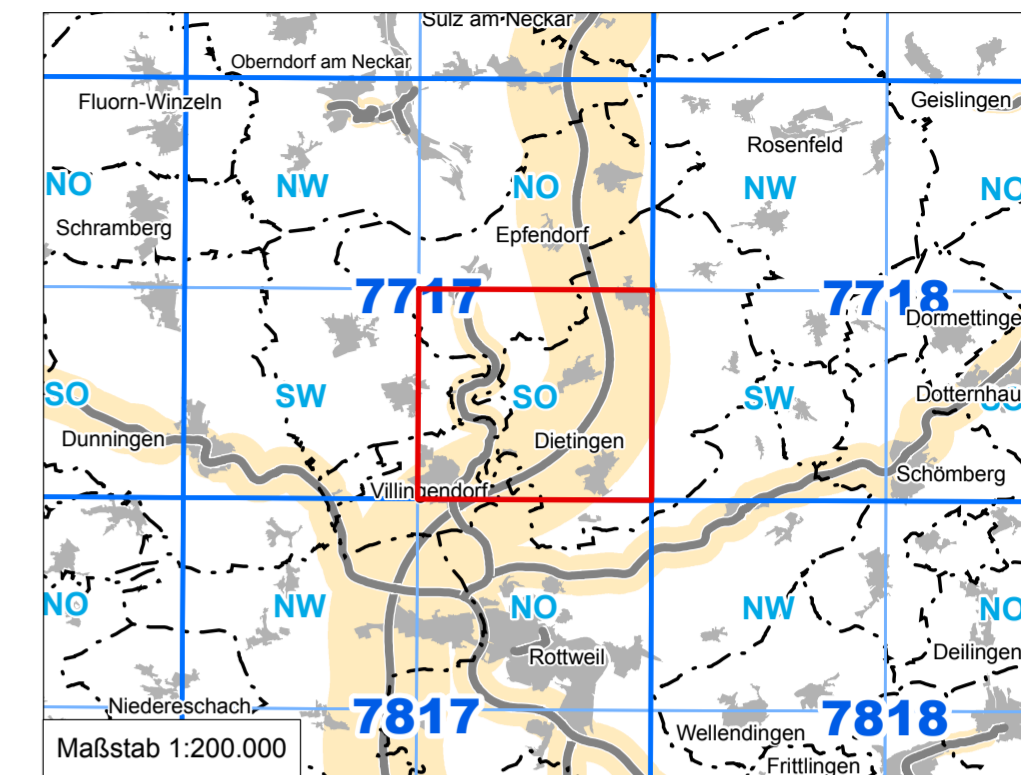 Sulz am Neckar
Oberndorf am Neckar
Fluorn-Winzeln
Geislingen
Rosenfeld
NO
NW
NO
NW
NO
Schramberg
Epfendorf
7717
7718
Dormettinge
SO
SW
SO
SW
SO
Dotternhau
Dunningen
Dietingen
Schömberg
Villingendorf
NO
NW
NO
NW
NO
Rottweil
Deilingen
Niedereschach
7817
7818
Wellendingen
Maßstab 1:200.000
Frittlingen